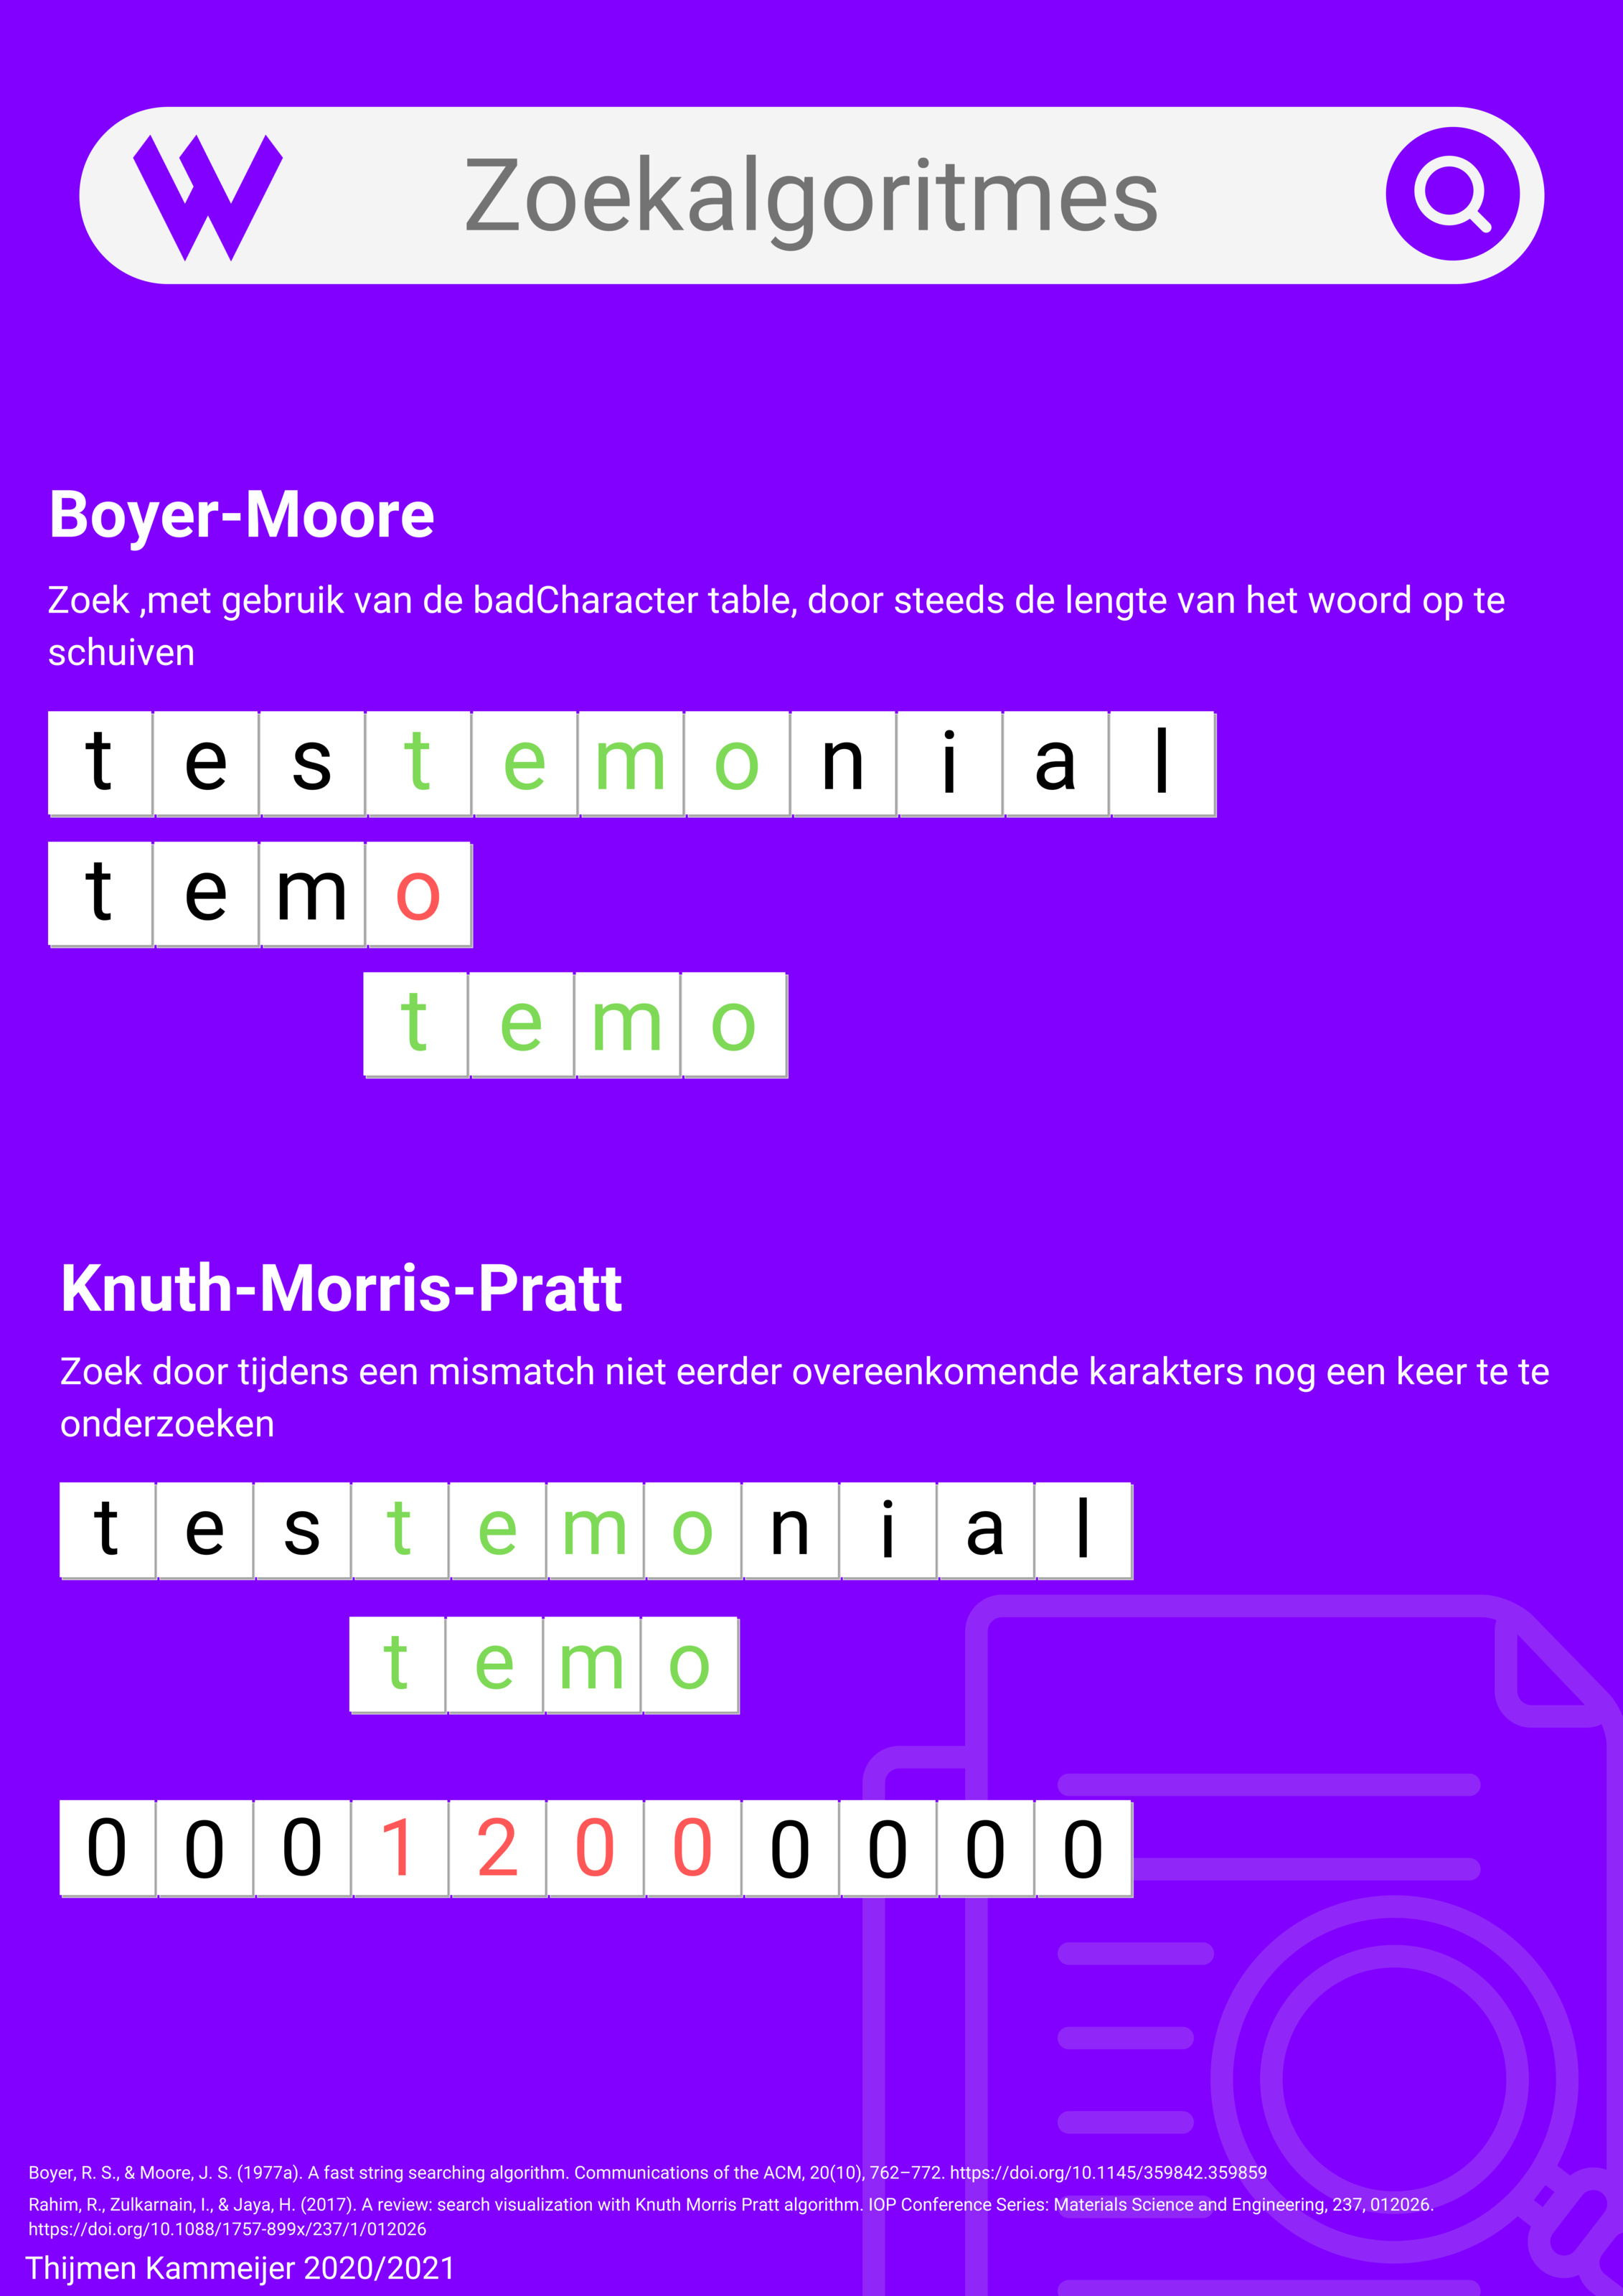 W Zoekalgoritmes
Boyer-Moore
Zoek ,met gebruik van de badCharacter table, door steeds de lengte van het woord op te
schuiven
t e s t e m o n i a l
t e m o
t e m o
Knuth-Morris-Pratt
Zoek door tijdens een mismatch niet eerder overeenkomende karakters nog een keer te te
onderzoeken
t e s t e m o n i a l
t e m o
0 0 0 1 2 0 0 0 0 0 0
Boyer, R. S., & Moore, J. S. (1977a). A fast string searching algorithm. Communications of the ACM, 20(10), 762–772. https://doi.org/10.1145/359842.359859
Rahim, R., Zulkarnain, I., & Jaya, H. (2017). A review: search visualization with Knuth Morris Pratt algorithm. IOP Conference Series: Materials Science and Engineering, 237, 012026.
https://doi.org/10.1088/1757-899x/237/1/012026
Thijmen Kammeijer 2020/2021